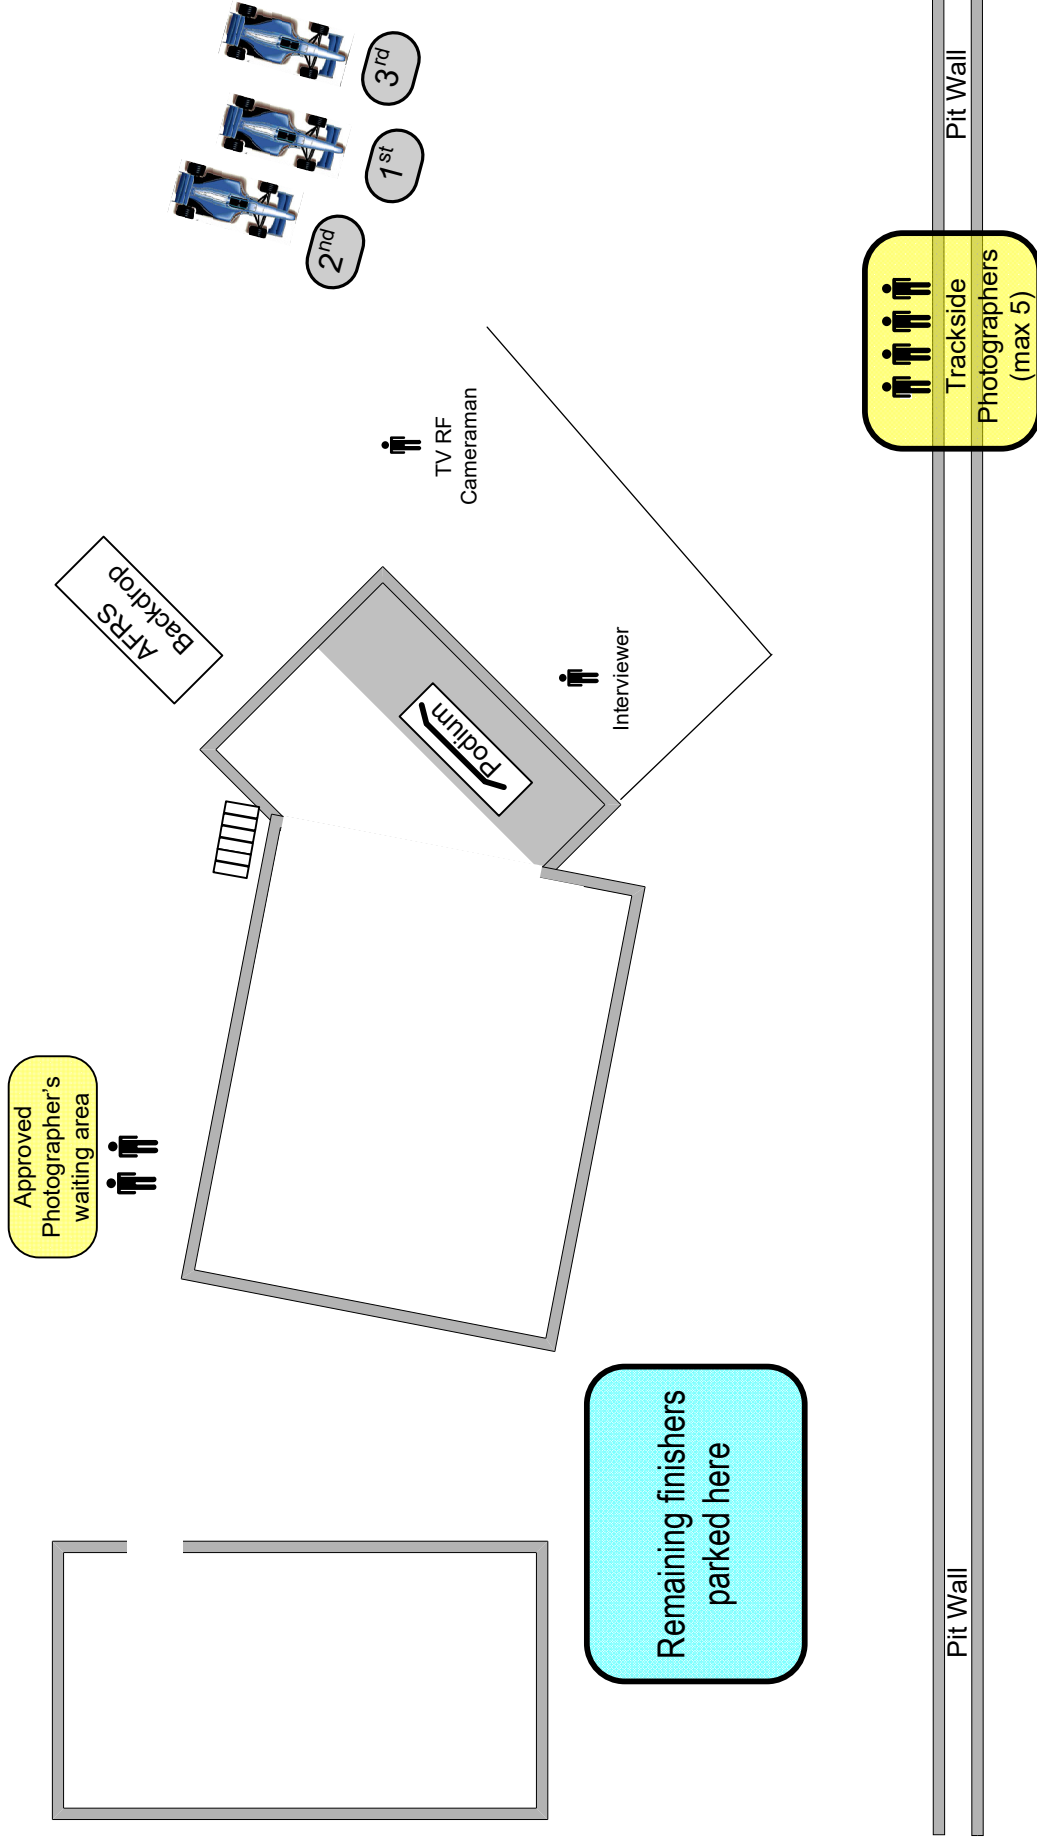 Approved
Photographer's
waiting area
AFRS
Backdrop
2nd
1st
3rd
TV RF
Cameraman
Podium
Interviewer
Remaining finishers
parked here
Trackside
Photographers
(max 5)
Pit Wall
Pit Wall